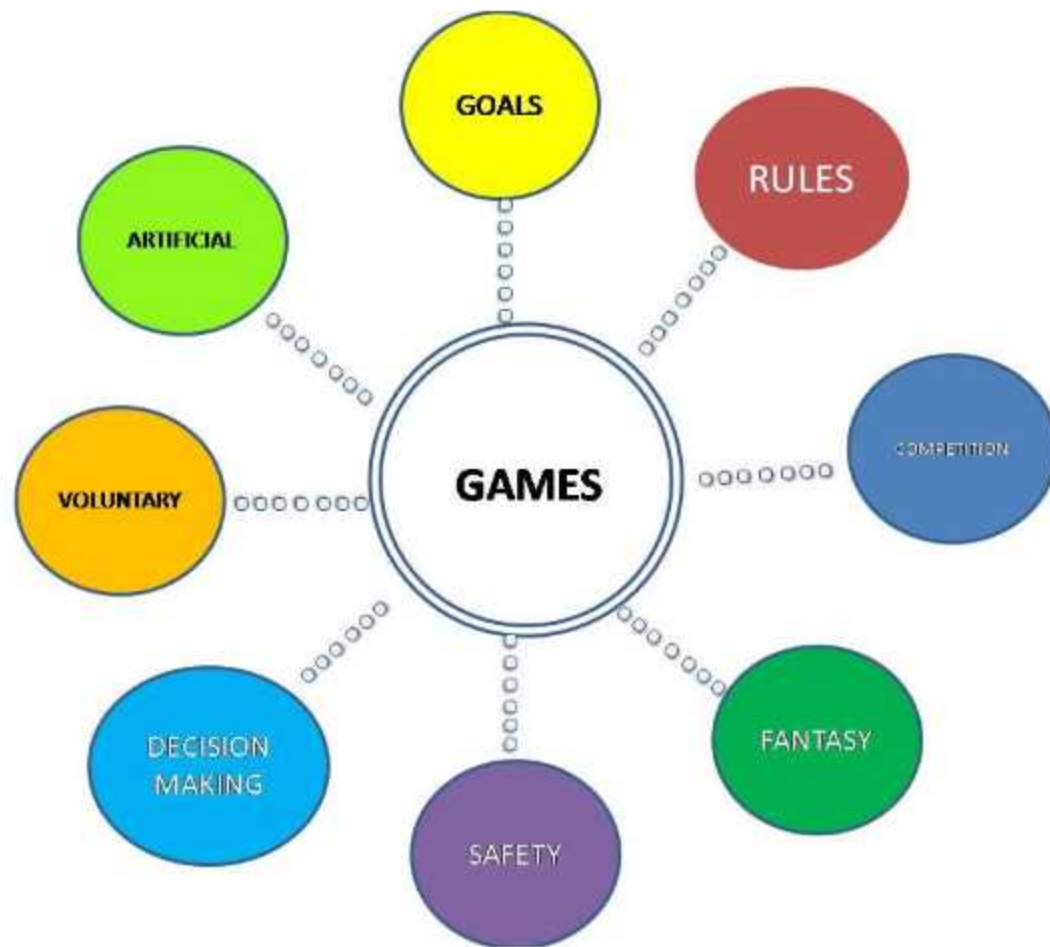 GOALS
RULES
ARTIFICIAL
COMPETITION
GAMES
VOLUNTARY
FANTASY
DECISION
MAKING
SAFETY